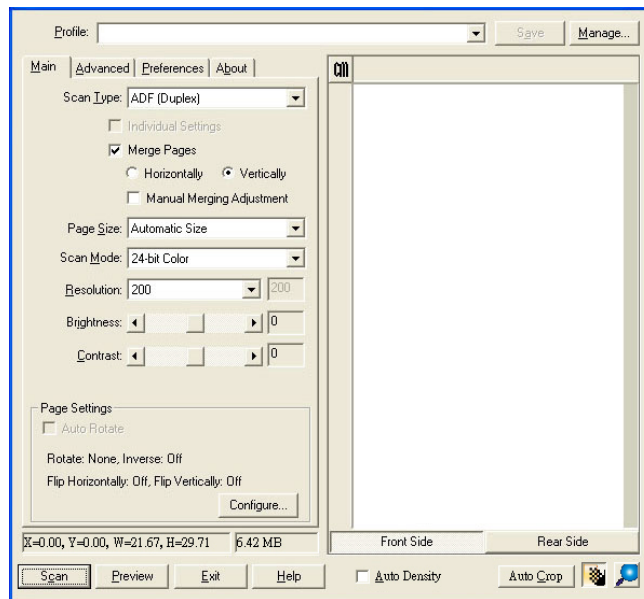 Profile: Save Manage...
Main Advanced Preferences About
cm
Scan Type: ADF (Duplex)
Individual Settings
Merge Pages
Horizontally Vertically
Manual Merging Adjustment
Page Size: Automatic Size
Scan Mode: 24-bit Color
Resolution: 200 200
Brightness: 0
Contrast: 0
Page Settings
Auto Rotate
Rotate: None, Inverse: Off
Flip Horizontally: Off, Flip Vertically: Off
Configure...
X=0.00, Y=0.00, W=21.67, H=29.71 6.42 MB
Front Side Rear Side
Scan Preview Exit Help Auto Density Auto Crop